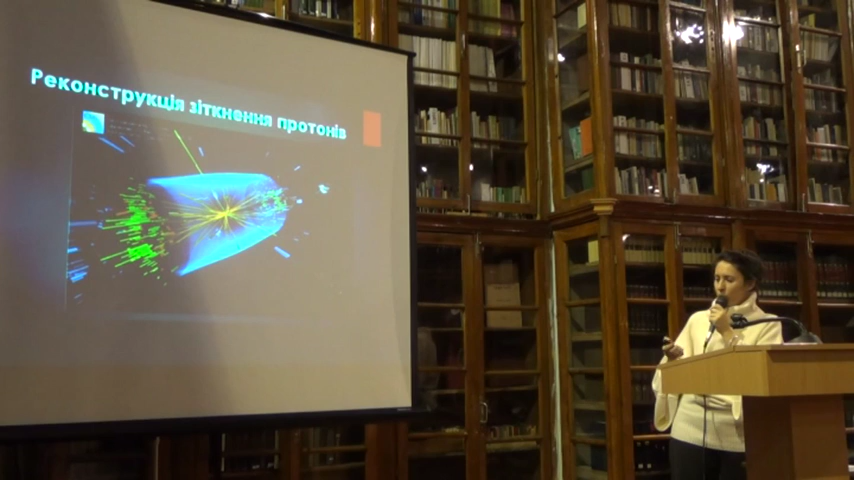 Реконструкція зіткнення протонів